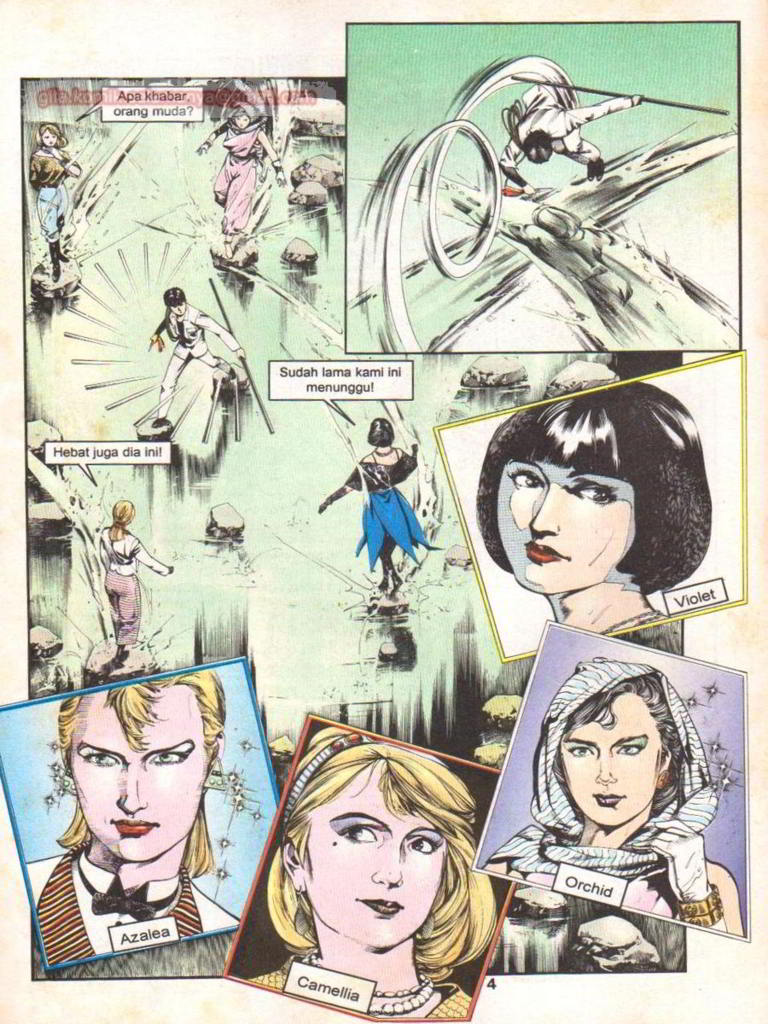 Apa khabar,
orang muda?
Sudah lama kami ini
menunggu!
Hebat juga dia ini!
Violet
Orchid
Azalea
Camellia
4